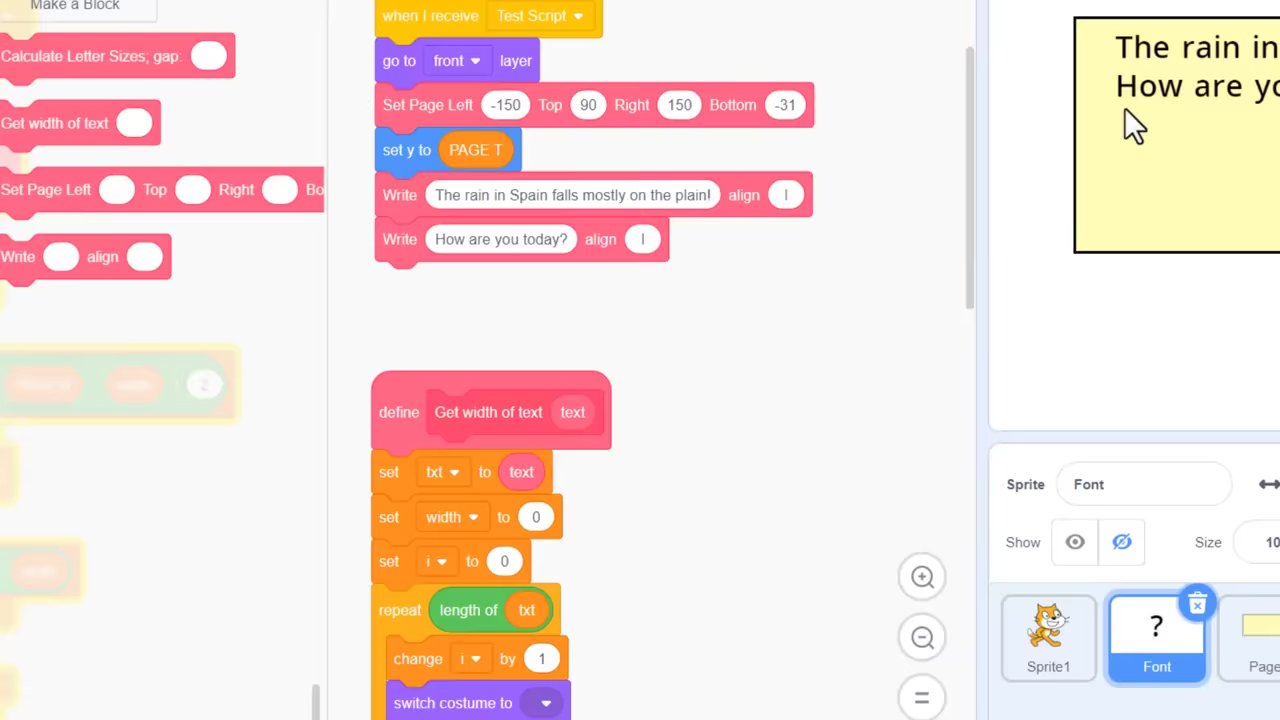 Make a Block
Calculate Letter Sizes; gap:
Get width of text
Set Page Left Top Right Bo
Write align
2
when I receive Test Script
go to front layer
Set Page Left -150 Top 90 Right 150 Bottom -31
set y to PAGE T
Write The rain in Spain falls mostly on the plain! align l
Write How are you today? align l
define Get width of text text
set txt to text
set width to 0
set i to 0
repeat length of txt
change i by 1
switch costume to
The rain in
How are yo
Sprite Font
Show Size 10
?
Sprite1 Font Page